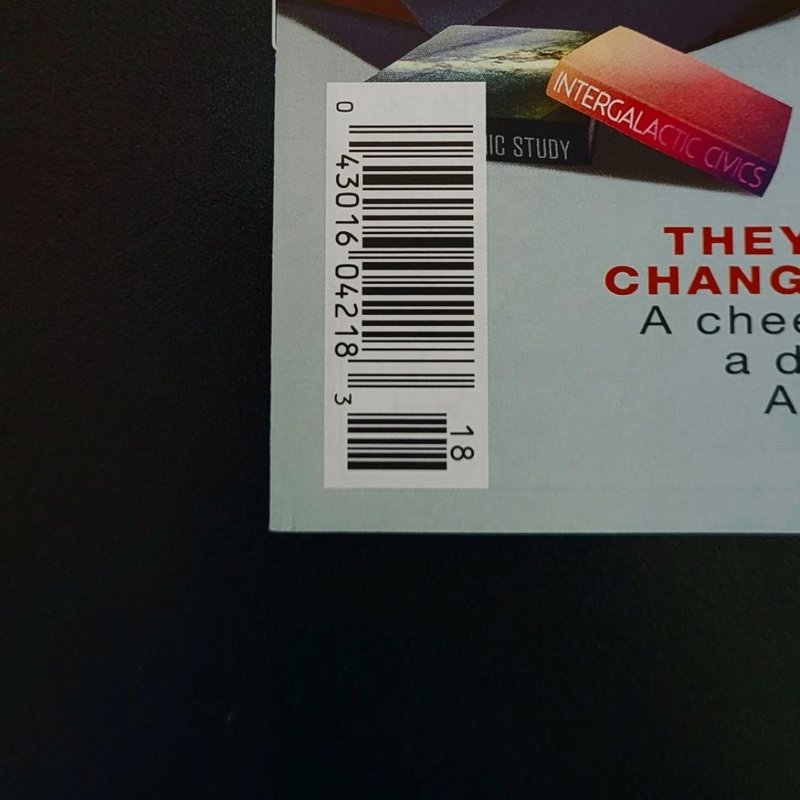 INTERGALACTIC CIVICS
IC STUDY
0 43016 04218 3
18
THEY
CHANG
A chee
a d
A